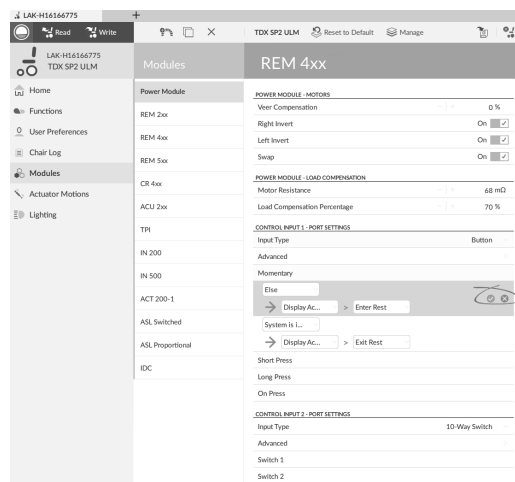 LAK-H16166775
+
Read Write TDX SP2 ULM Reset to Default Manage
LAK-H16166775
TDX SP2 ULM
Modules
REM 4xx
Home
Functions
User Preferences
Chair Log
Modules
Actuator Motions
Lighting
Power Module
REM 2xx
REM 4xx
REM 5xx
CR 4xx
ACU 2xx
TPI
IN 200
IN 500
ACT 200-1
ASL Switched
ASL Proportional
IDC
POWER MODULE - MOTORS
Veer Compensation 0 %
Right Invert On
Left Invert On
Swap On
POWER MODULE - LOAD COMPENSATION
Motor Resistance 68 mΩ
Load Compensation Percentage 70 %
CONTROL INPUT 1 - PORT SETTINGS
Input Type Button
Advanced
Momentary
Else
Display Ac... > Enter Rest
System is i...
Display Ac... > Exit Rest
Short Press
Long Press
On Press
CONTROL INPUT 2 - PORT SETTINGS
Input Type 10-Way Switch
Advanced
Switch 1
Switch 2